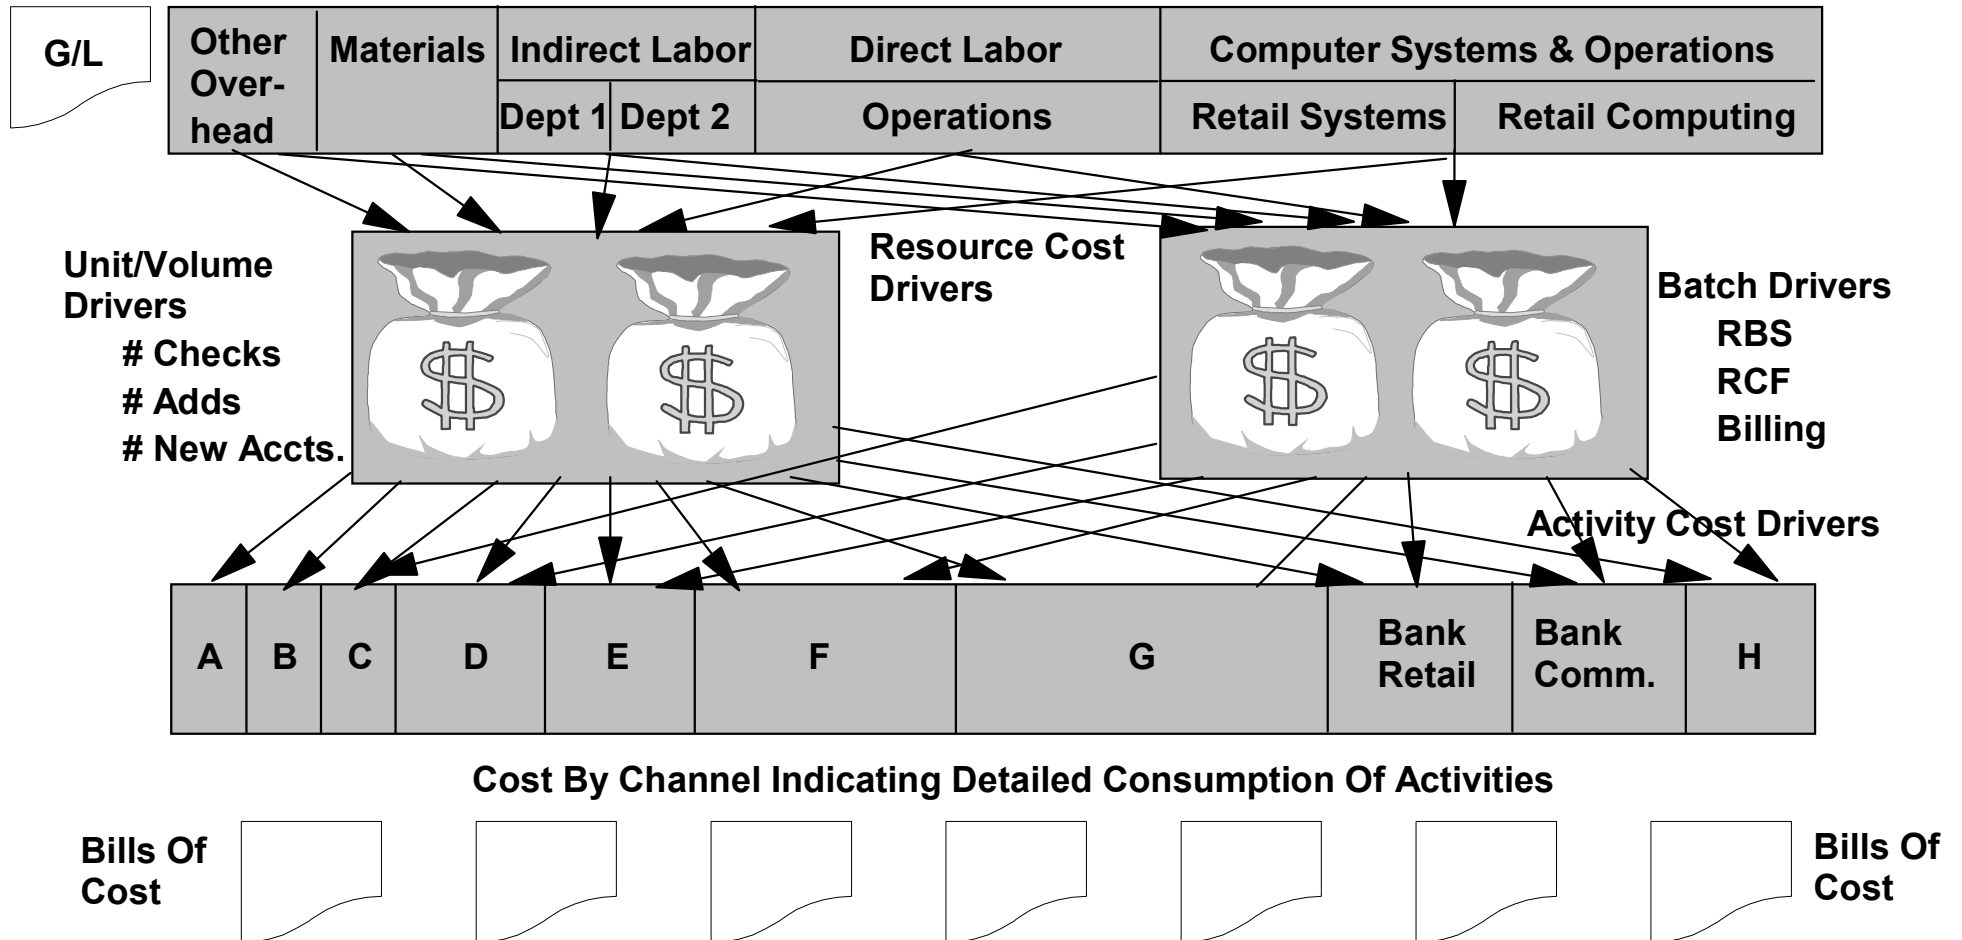 G/L
Other
Over-
head
Materials
Indirect Labor
Dept 1
Dept 2
Direct Labor
Operations
Computer Systems & Operations
Retail Systems
Retail Computing
Unit/Volume
Drivers
# Checks
# Adds
# New Accts.
$
$
Resource Cost
Drivers
$
$
Batch Drivers
RBS
RCF
Billing
Activity Cost Drivers
A
B
C
D
E
F
G
Bank
Retail
Bank
Comm.
H
Cost By Channel Indicating Detailed Consumption Of Activities
Bills Of
Cost
Bills Of
Cost